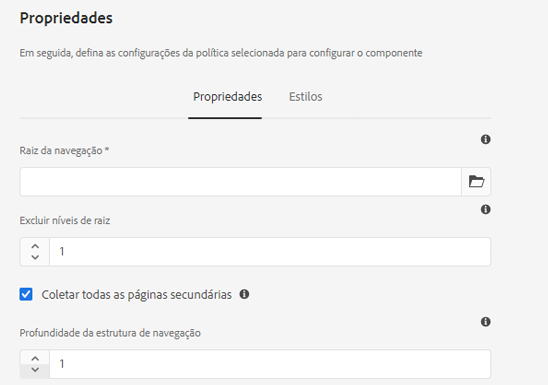 Propriedades
Em seguida, defina as configurações da política selecionada para configurar o componente
Propriedades Estilos
Raiz da navegação *
Excluir níveis de raiz
1
Coletar todas as páginas secundárias
Profundidade da estrutura de navegação
1